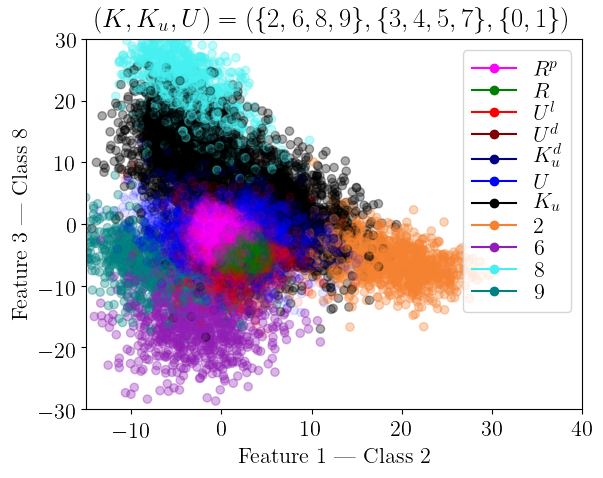 (K, K_u, U) = ({2, 6, 8, 9}, {3, 4, 5, 7}, {0, 1})
30
20
10
0
−10
−20
−30
Feature 3 — Class 8
R^p
R
U^l
U^d
K_u^d
U
K_u
2
6
8
9
−10
0
10
20
30
40
Feature 1 — Class 2